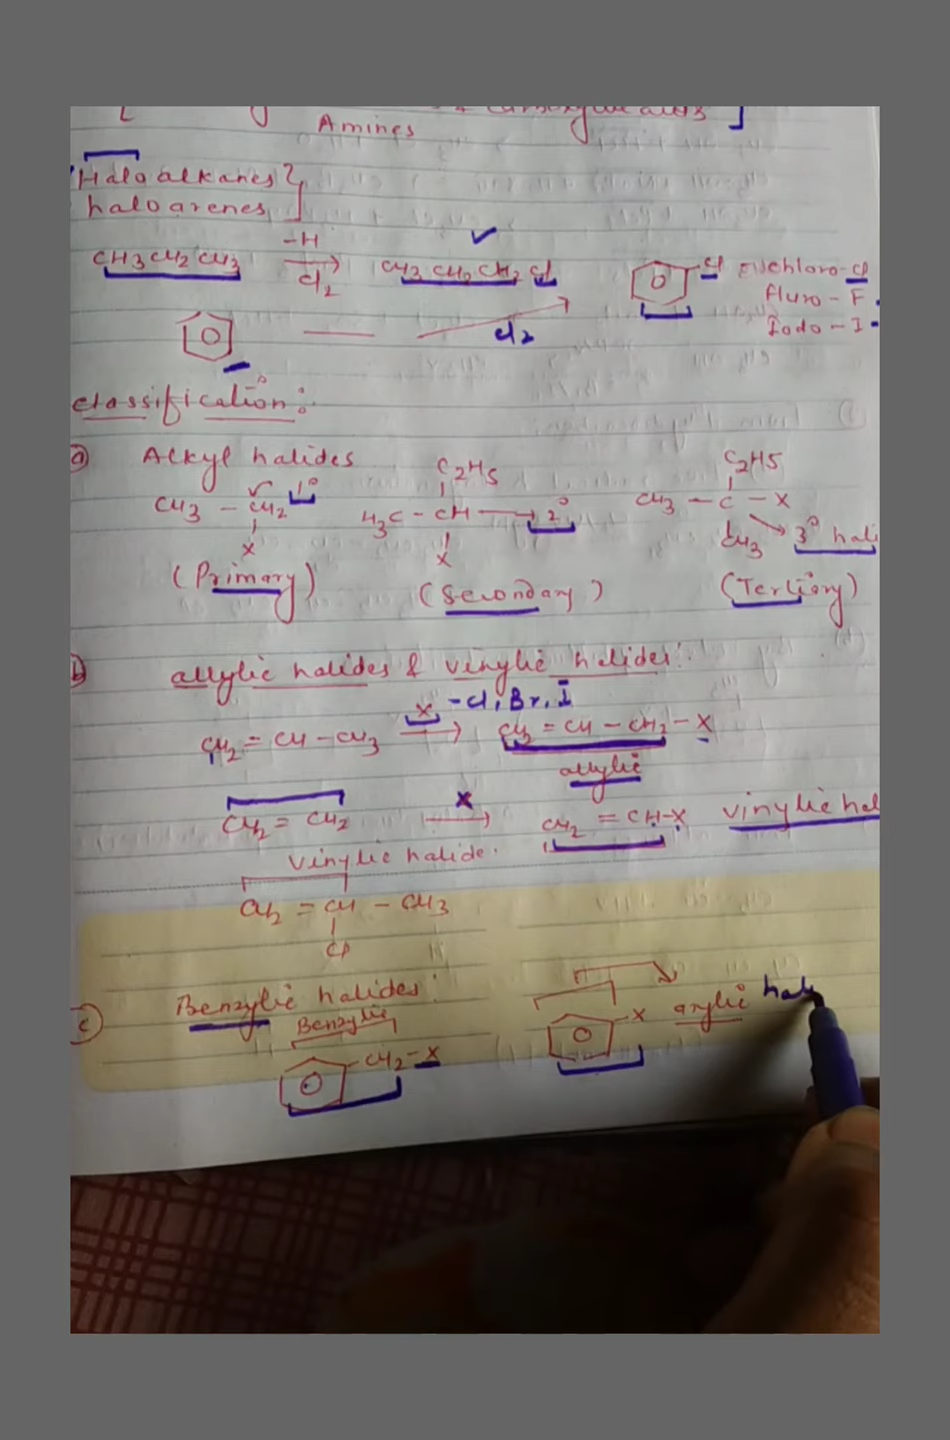 Amines
Haloalkanes }
haloarenes
CH3CH2CH3 -H → Cl2 CH3CH2CH2Cl Cl chloro-Cl
fluro - F
Cl2 Iodo - I
classification:
a) Alkyl halides C2H5 C2H5
CH3 - CH2 1° H3C - CH → 2° CH3 - C - X
X X CH3 3° hali
(Primary) (Secondary) (Tertiory)
b) allylic halides & vinylic halides:
X - Cl, Br, I
CH2 = CH - CH3 → CH2 = CH - CH2 - X
allylic
CH2 = CH2 X → CH2 = CH-X vinylic hal
vinylic halide.
CH2 = CH - CH3
Cl
c) Benzylic halides: X arylic hal
Benzylic
CH2-X